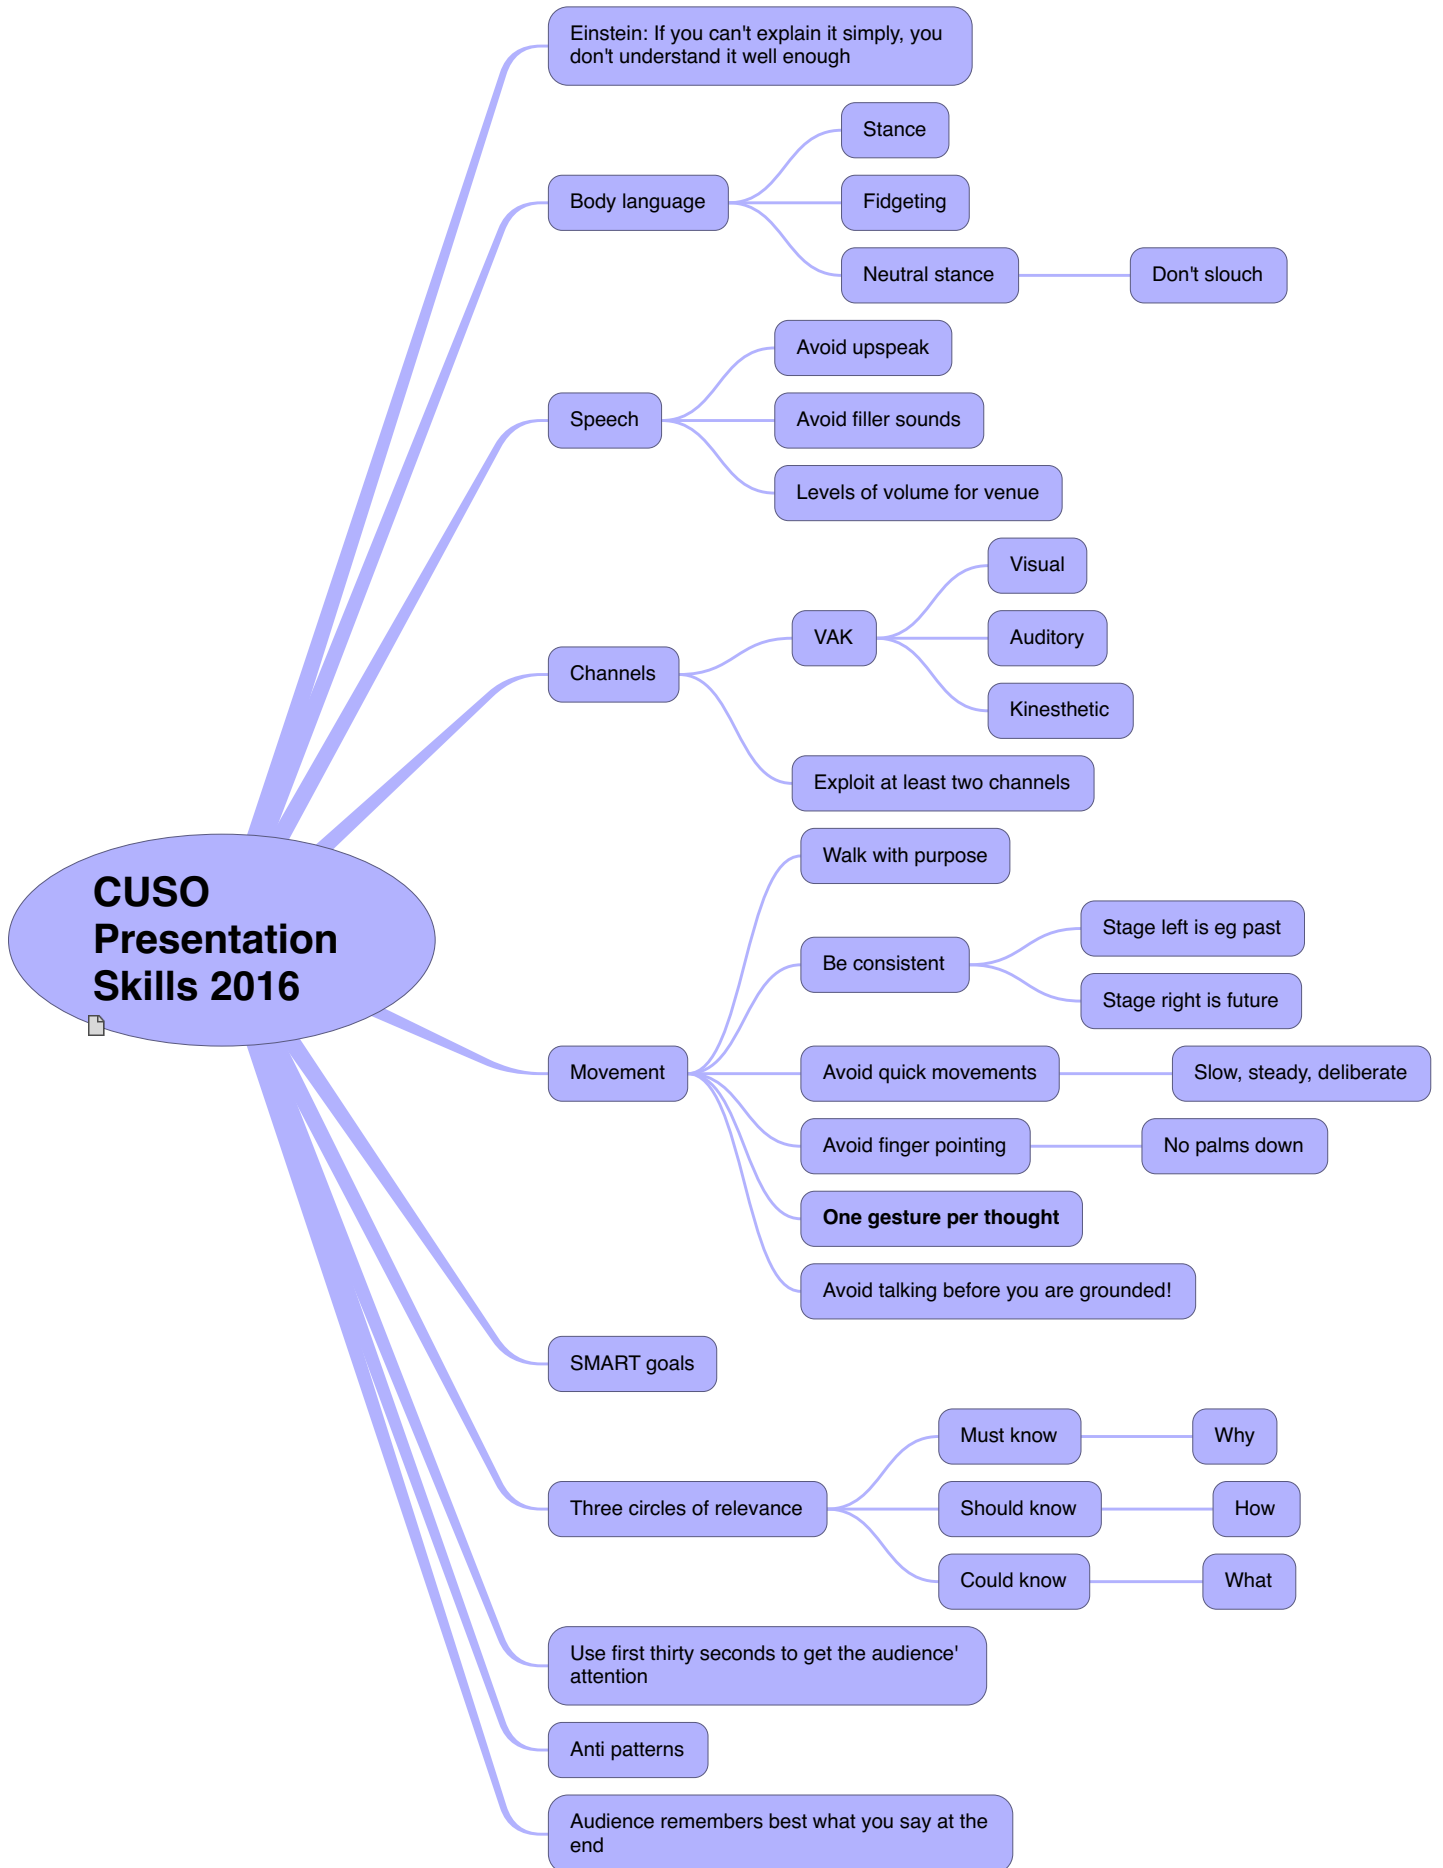 Einstein: If you can't explain it simply, you
don't understand it well enough
Stance
Body language
Fidgeting
Neutral stance
Don't slouch
Avoid upspeak
Speech
Avoid filler sounds
Levels of volume for venue
Visual
VAK
Auditory
Channels
Kinesthetic
Exploit at least two channels
CUSO
Presentation
Skills 2016
Walk with purpose
Stage left is eg past
Be consistent
Stage right is future
Movement
Avoid quick movements
Slow, steady, deliberate
Avoid finger pointing
No palms down
One gesture per thought
Avoid talking before you are grounded!
SMART goals
Must know
Why
Three circles of relevance
Should know
How
Could know
What
Use first thirty seconds to get the audience'
attention
Anti patterns
Audience remembers best what you say at the
end